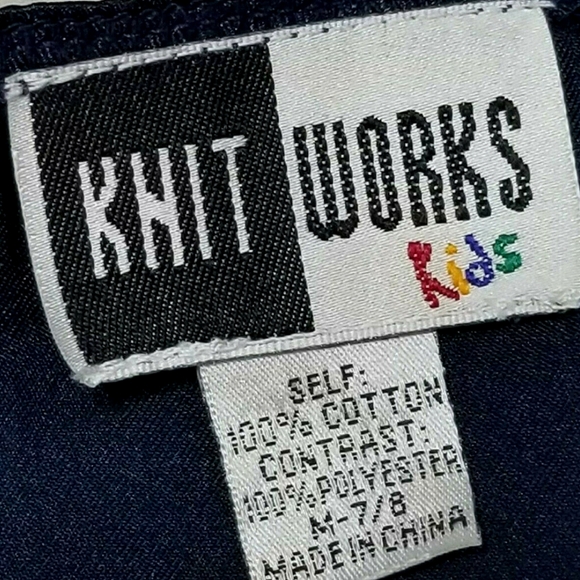 KNIT WORKS
Kids
SELF:
100% COTTON
CONTRAST:
100% POLYESTER
M-7/8
MADE IN CHINA